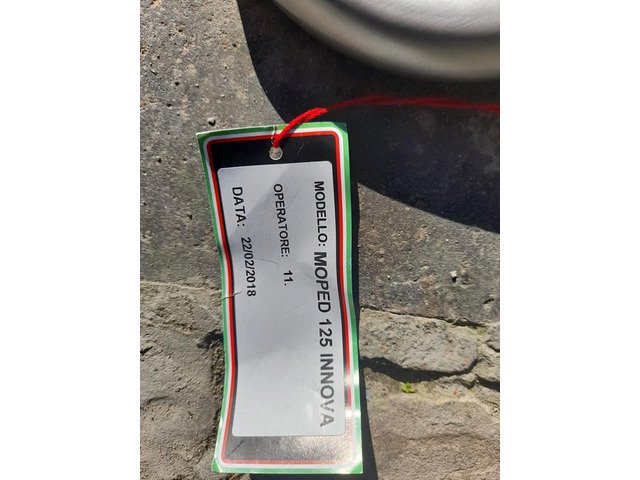 MODELLO: MOPED 125 INNOVA
OPERATORE: 11.
DATA: 22/02/2018